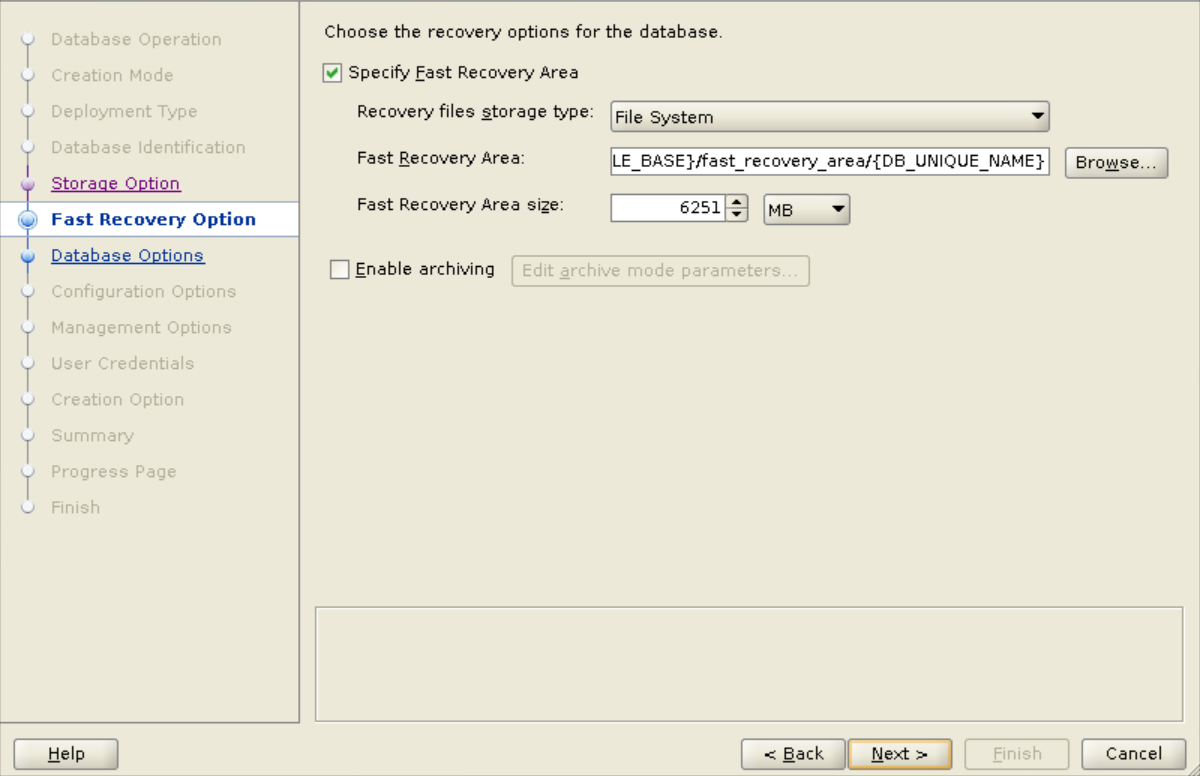 Database Operation
Creation Mode
Deployment Type
Database Identification
Storage Option
Fast Recovery Option
Database Options
Configuration Options
Management Options
User Credentials
Creation Option
Summary
Progress Page
Finish
Choose the recovery options for the database.
Specify Fast Recovery Area
Recovery files storage type: File System
Fast Recovery Area: LE_BASE}/fast_recovery_area/{DB_UNIQUE_NAME} Browse...
Fast Recovery Area size: 6251 MB
Enable archiving Edit archive mode parameters...
Help < Back Next > Finish Cancel